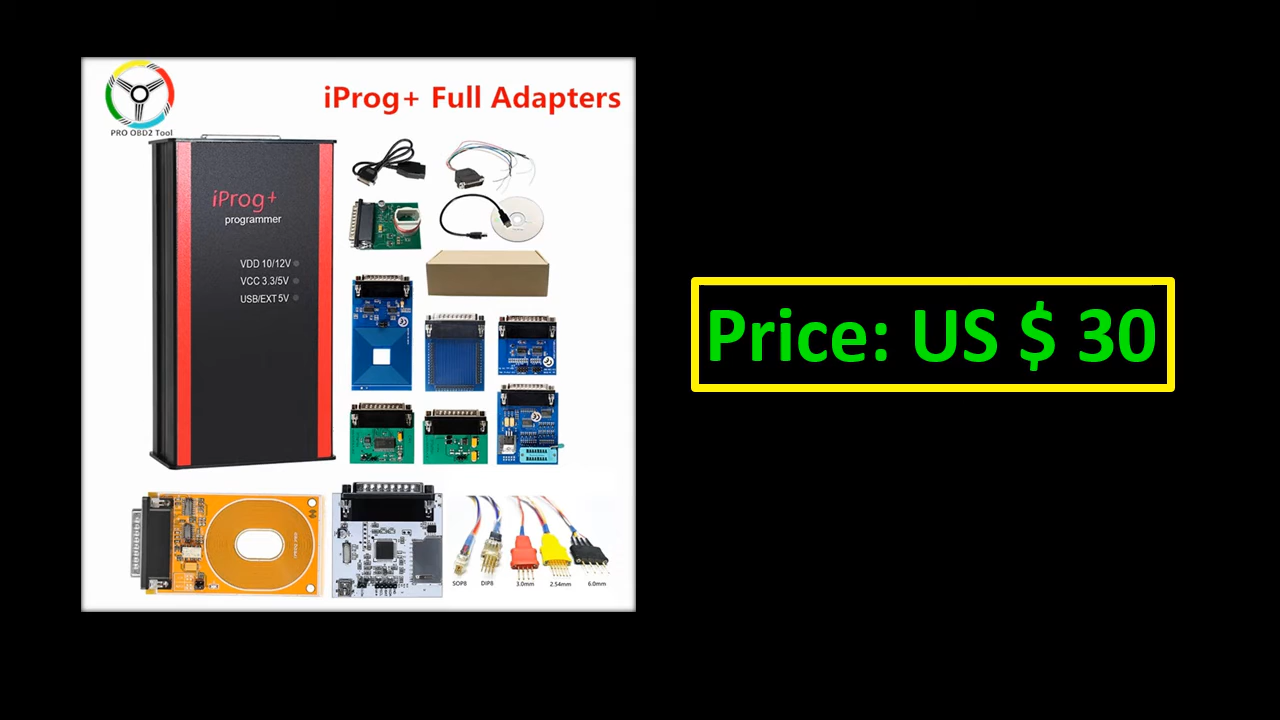 PRO OBD2 Tool
iProg+ Full Adapters
iProg+
programmer
VDD 10/12V
VCC 3.3/5V
USB/EXT 5V
SOP8
DIP8
3.0mm
2.54mm
6.0mm
Price: US $ 30